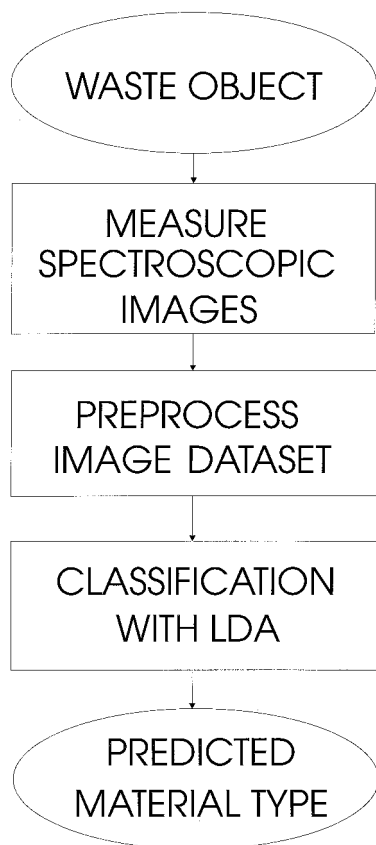 WASTE OBJECT
MEASURE
SPECTROSCOPIC
IMAGES
PREPROCESS
IMAGE DATASET
CLASSIFICATION
WITH LDA
PREDICTED
MATERIAL TYPE